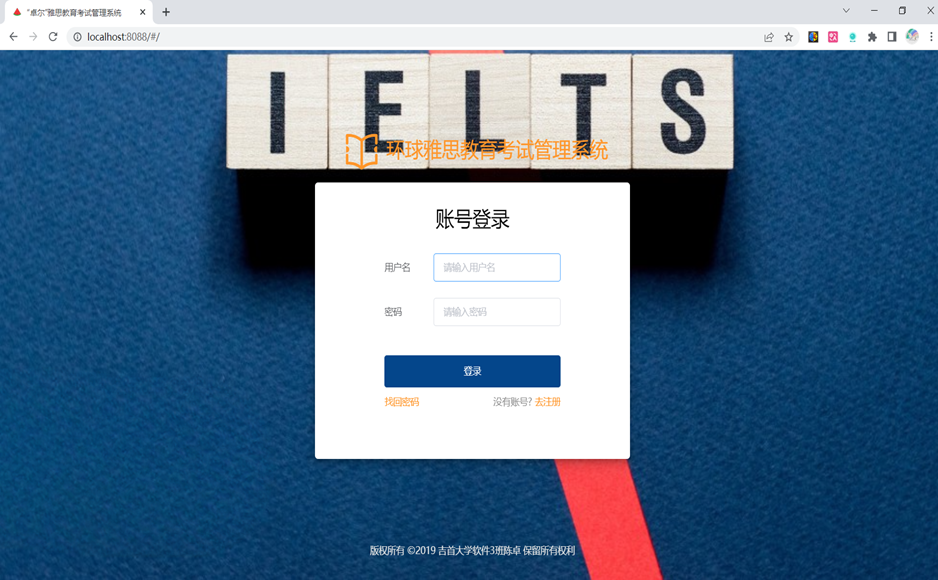 "卓尔"雅思教育考试管理系统
localhost:8088/#/
IELTS
环球雅思教育考试管理系统
账号登录
用户名 请输入用户名
密码 请输入密码
登录
找回密码 没有账号? 去注册
版权所有 ©2019 吉首大学软件3班陈卓 保留所有权利